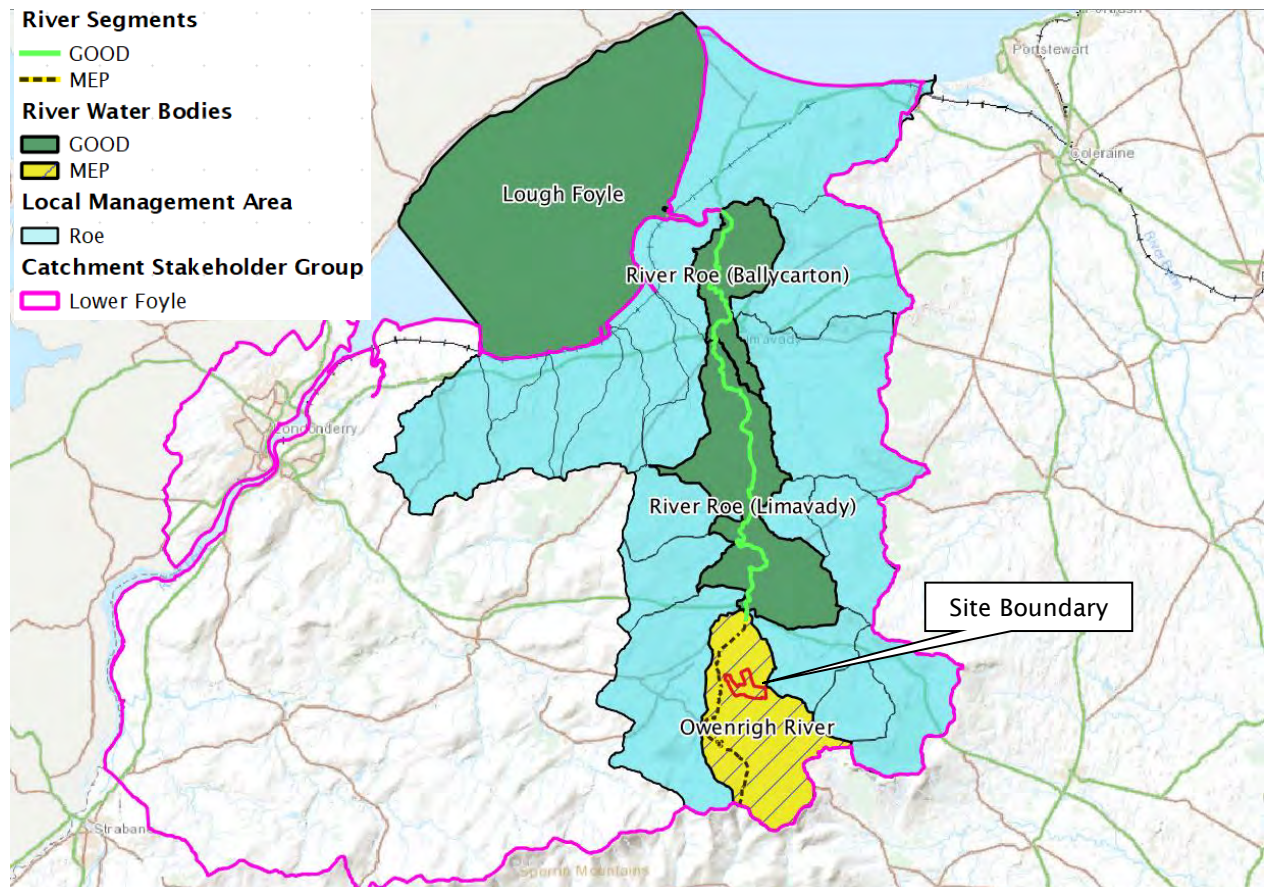 River Segments
GOOD
MEP
River Water Bodies
GOOD
MEP
Local Management Area
Roe
Catchment Stakeholder Group
Lower Foyle
Portstewart
Coleraine
Lough Foyle
River Roe (Ballycarton)
Limavady
Londonderry
River Roe (Limavady)
Site Boundary
Owenrigh River
Strabane
Sperrin Mountains